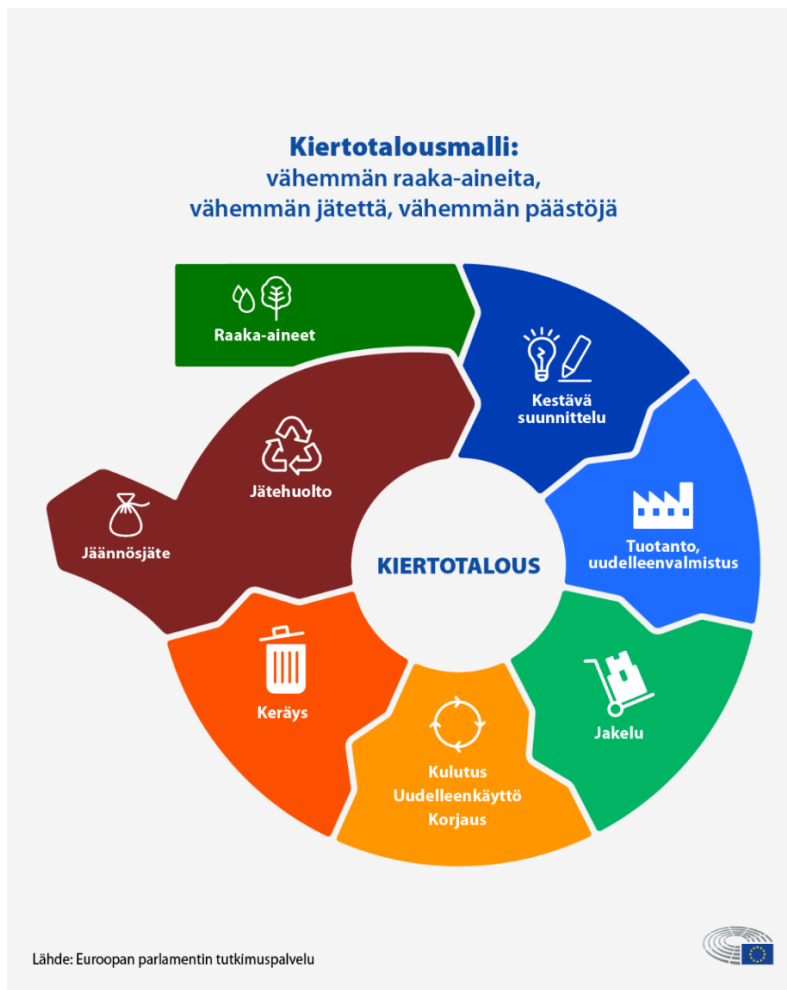 Kiertotalousmalli:
vähemmän raaka-aineita,
vähemmän jätettä, vähemmän päästöjä
Raaka-aineet
Kestävä
suunnittelu
Tuotanto,
uudelleenvalmistus
Jakelu
Kulutus
Uudelleenkäyttö
Korjaus
Keräys
Jätehuolto
Jäännösjäte
KIERTOTALOUS
Lähde: Euroopan parlamentin tutkimuspalvelu